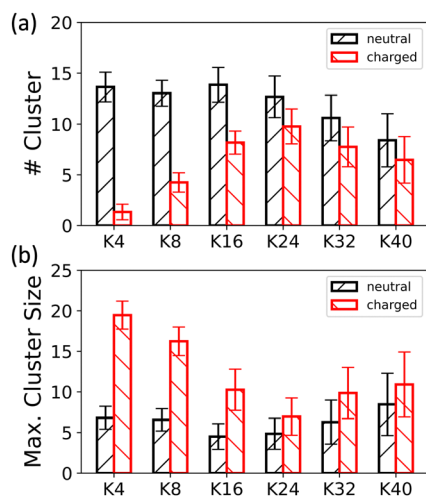 (a)
# Cluster
20
15
10
5
0
neutral
charged
K4 K8 K16 K24 K32 K40
(b)
Max. Cluster Size
25
20
15
10
5
0
neutral
charged
K4 K8 K16 K24 K32 K40